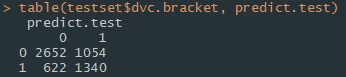 > table(testset$dvc.bracket, predict.test)
predict.test
0 1
0 2652 1054
1 622 1340